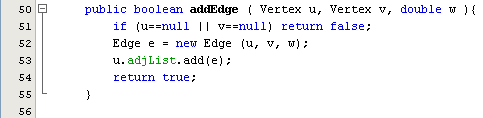 50 public boolean addEdge ( Vertex u, Vertex v, double w ){
51 if (u==null || v==null) return false;
52 Edge e = new Edge (u, v, w);
53 u.adjList.add(e);
54 return true;
55 }
56